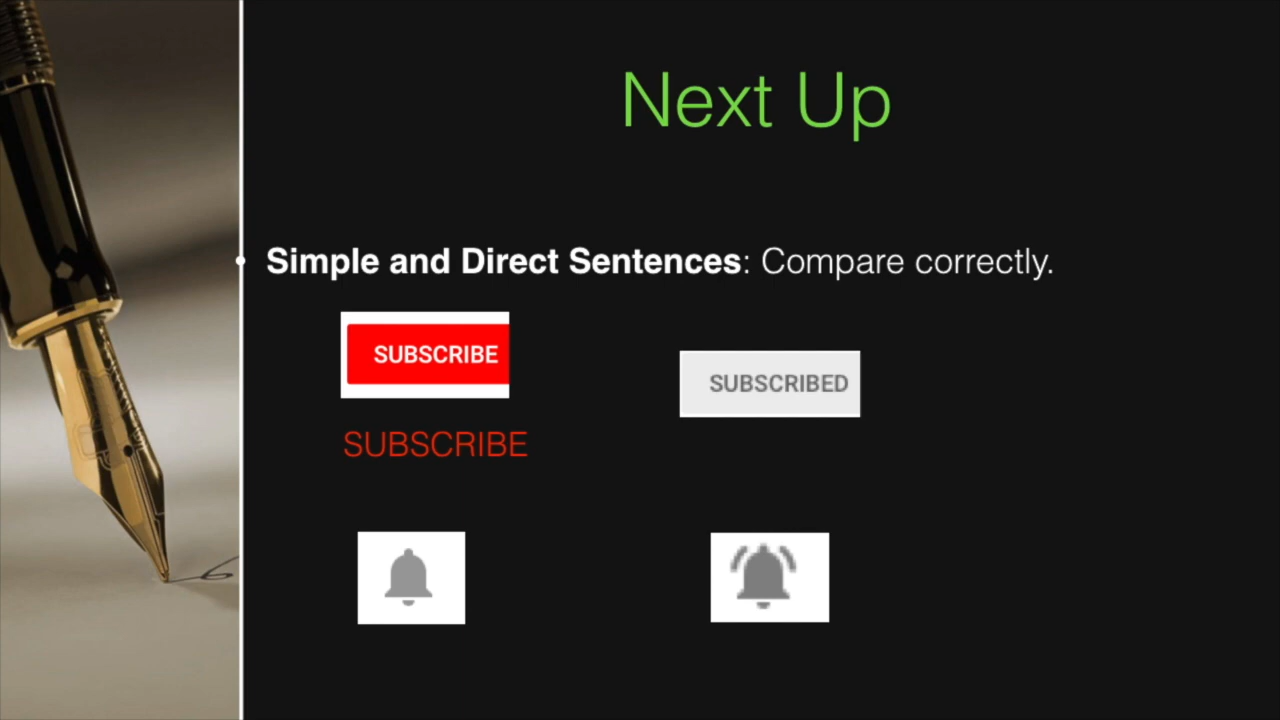 Next Up
• Simple and Direct Sentences: Compare correctly.
SUBSCRIBE
SUBSCRIBED
SUBSCRIBE